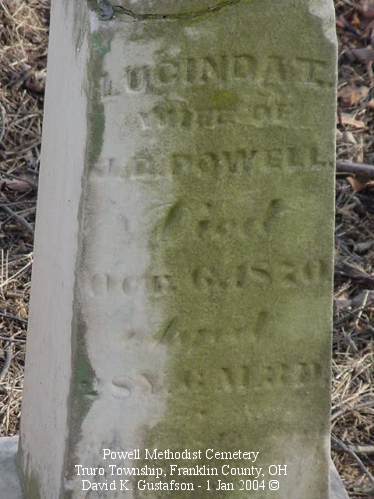 LUCINDA T.
WIFE OF
POWELL.
Died
OCT. 6, 18
Aged
Powell Methodist Cemetery
Truro Township, Franklin County, OH
David K. Gustafson - 1 Jan 2004 ©